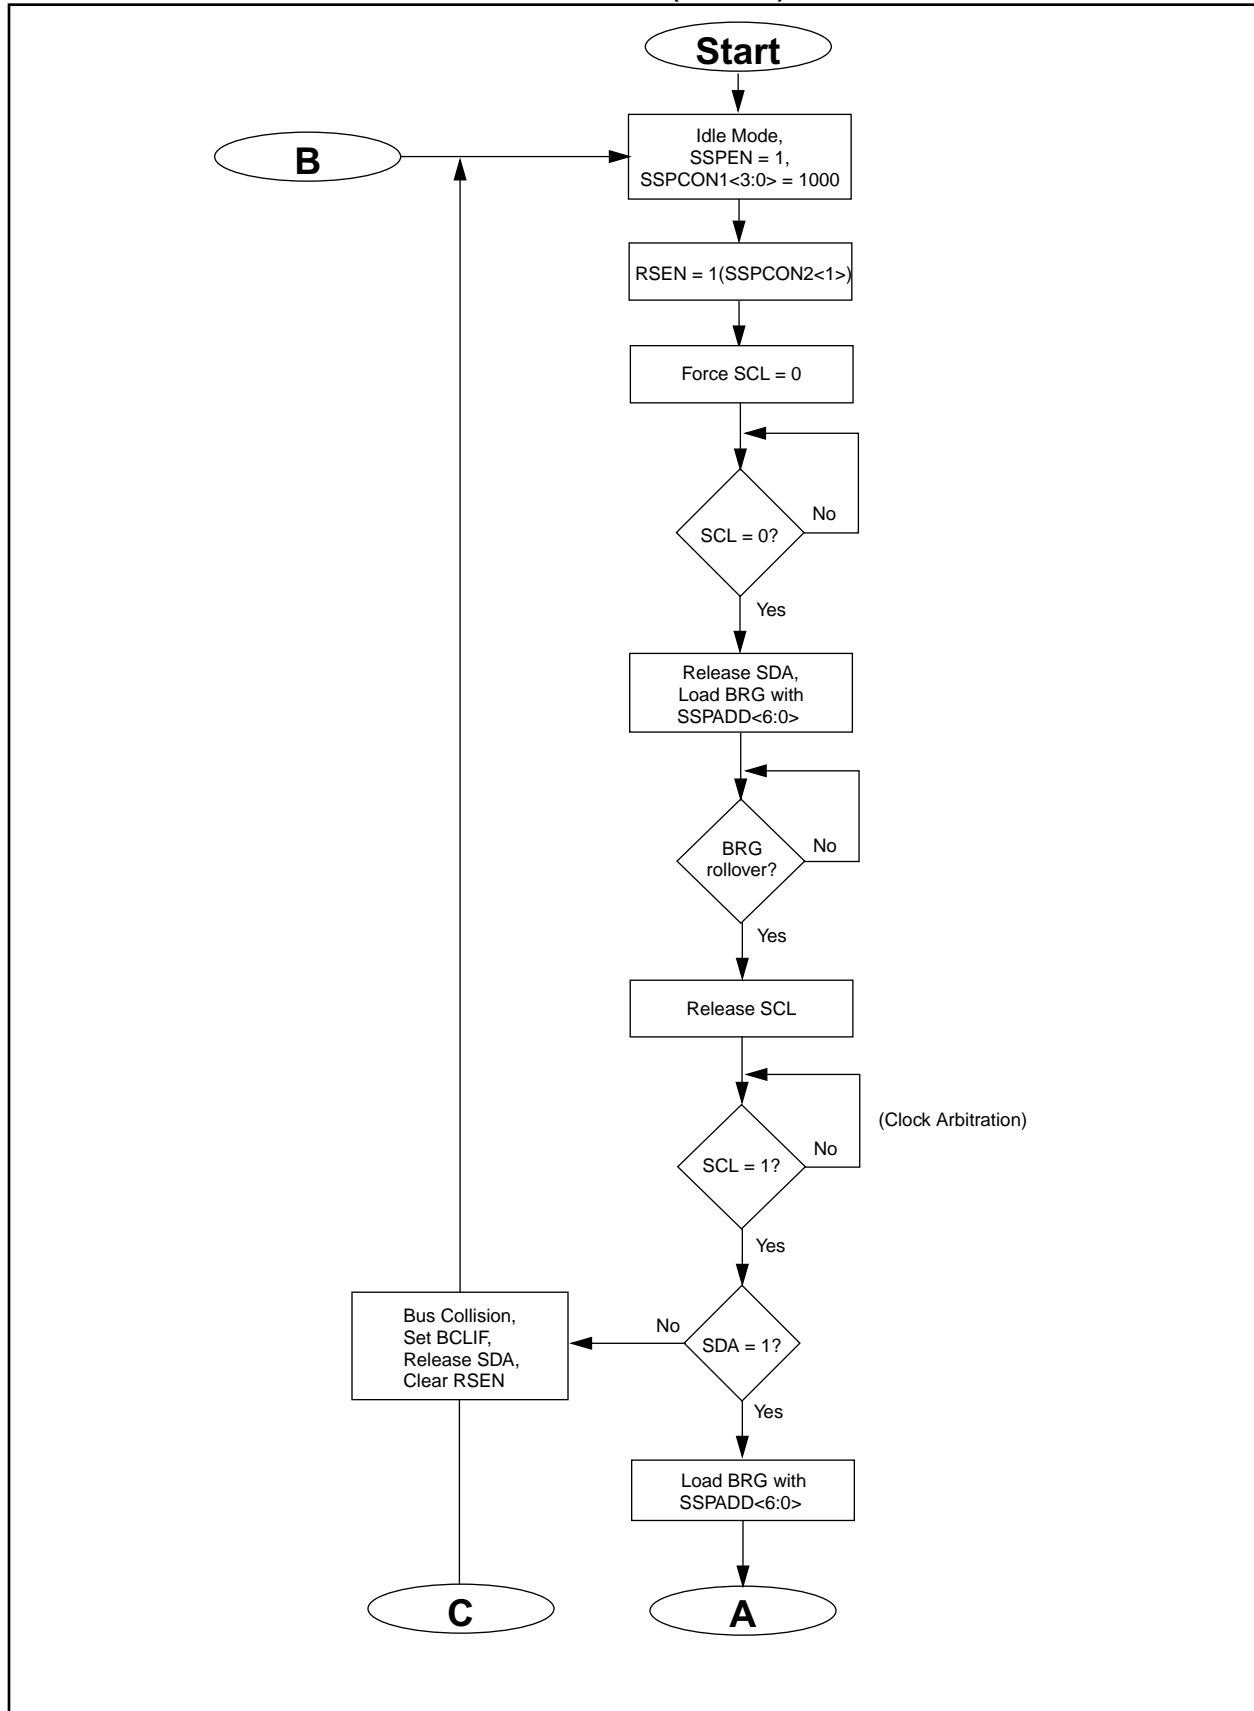 Start
Idle Mode,
SSPEN = 1,
SSPCON1<3:0> = 1000
B
RSEN = 1(SSPCON2<1>)
Force SCL = 0
No
SCL = 0?
Yes
Release SDA,
Load BRG with
SSPADD<6:0>
BRG
rollover?
No
Yes
Release SCL
(Clock Arbitration)
No
SCL = 1?
Yes
Bus Collision,
Set BCLIF,
Release SDA,
Clear RSEN
No
SDA = 1?
Yes
Load BRG with
SSPADD<6:0>
C
A